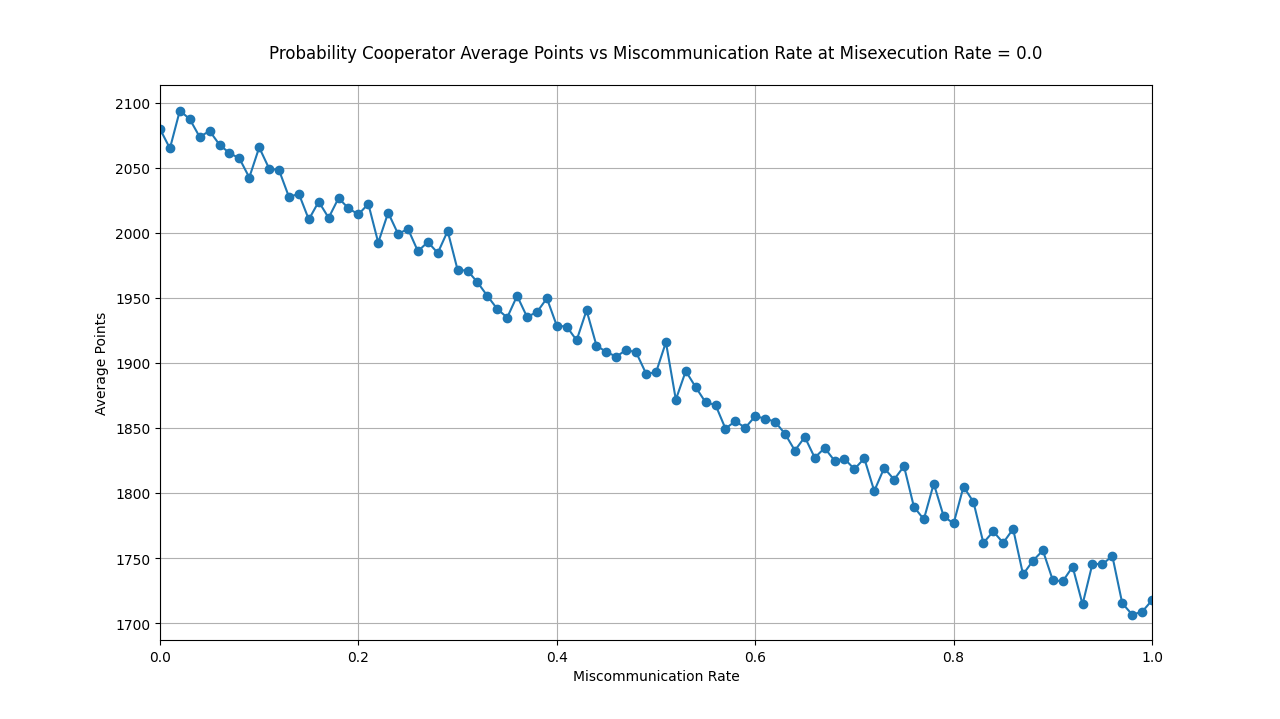 Probability Cooperator Average Points vs Miscommunication Rate at Misexecution Rate = 0.0
2100
2050
2000
1950
1900
1850
1800
1750
1700
Average Points
0.0 0.2 0.4 0.6 0.8 1.0
Miscommunication Rate